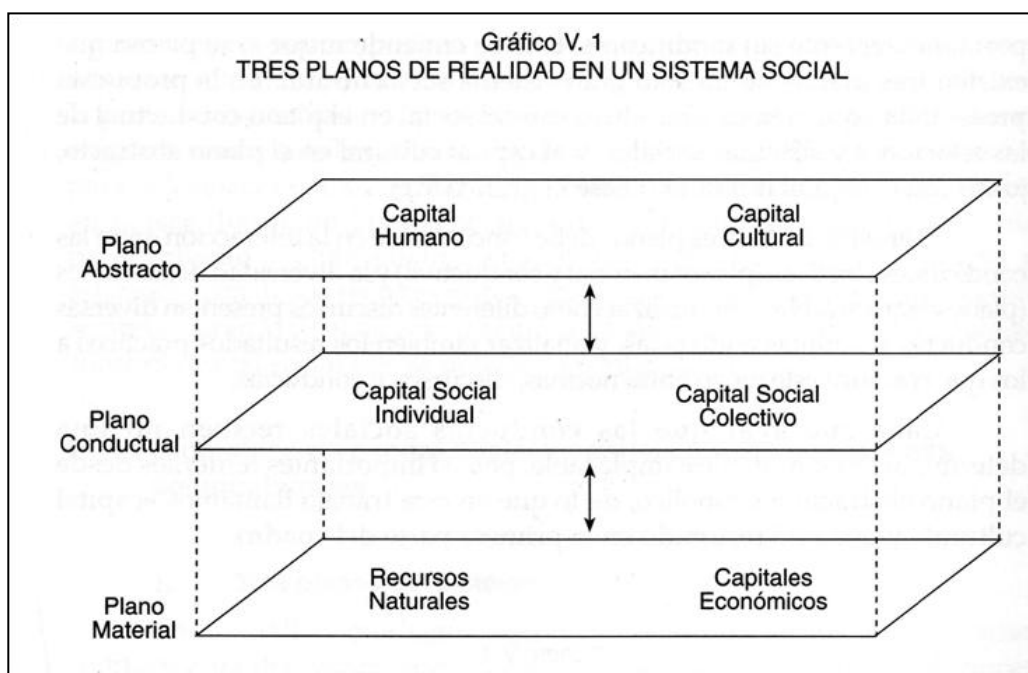 Gráfico V. 1
TRES PLANOS DE REALIDAD EN UN SISTEMA SOCIAL
Plano
Abstracto
Capital
Humano
Capital
Cultural
Plano
Conductual
Capital Social
Individual
Capital Social
Colectivo
Plano
Material
Recursos
Naturales
Capitales
Económicos